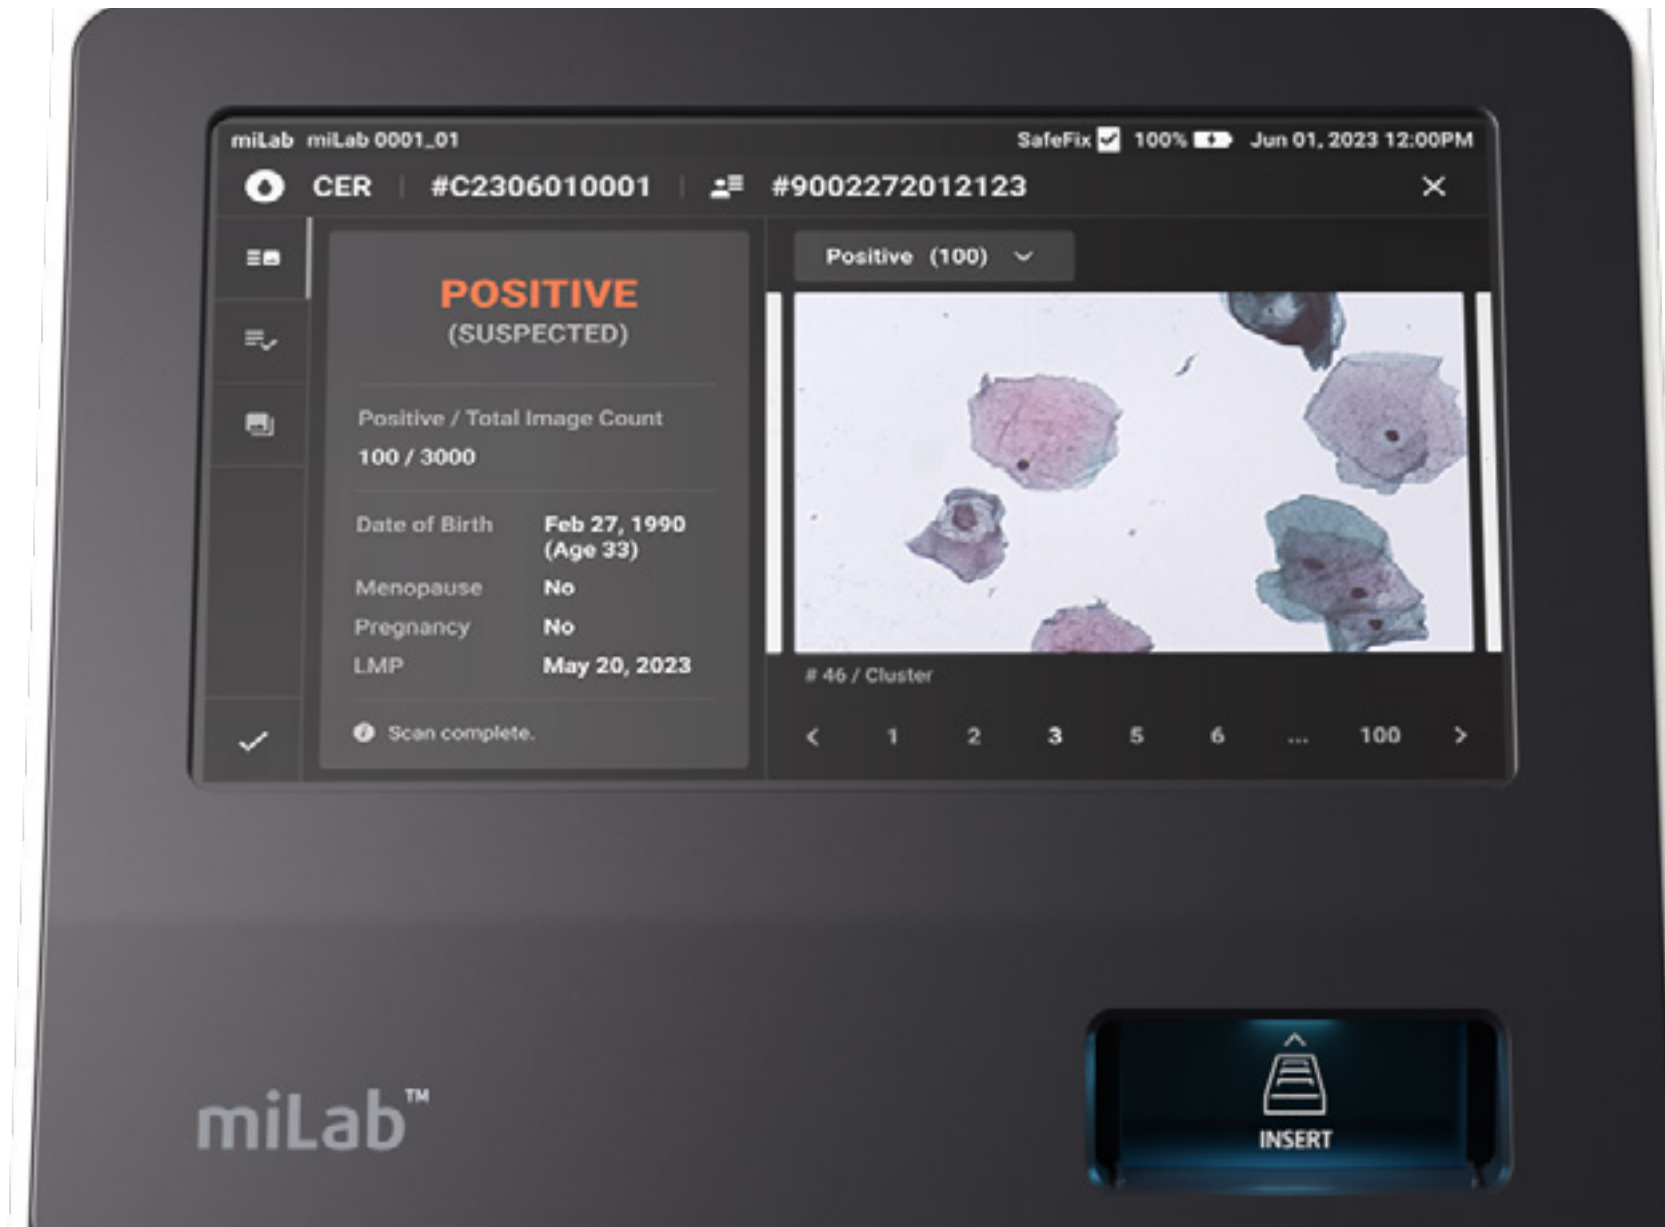 miLab miLab 0001_01 SafeFix 100% Jun 01, 2023 12:00PM
CER #C2306010001 #9002272012123
POSITIVE
(SUSPECTED)
Positive / Total Image Count
100 / 3000
Date of Birth Feb 27, 1990
(Age 33)
Menopause No
Pregnancy No
LMP May 20, 2023
Scan complete.
Positive (100)
# 46 / Cluster
< 1 2 3 5 6 ... 100 >
miLab™
INSERT